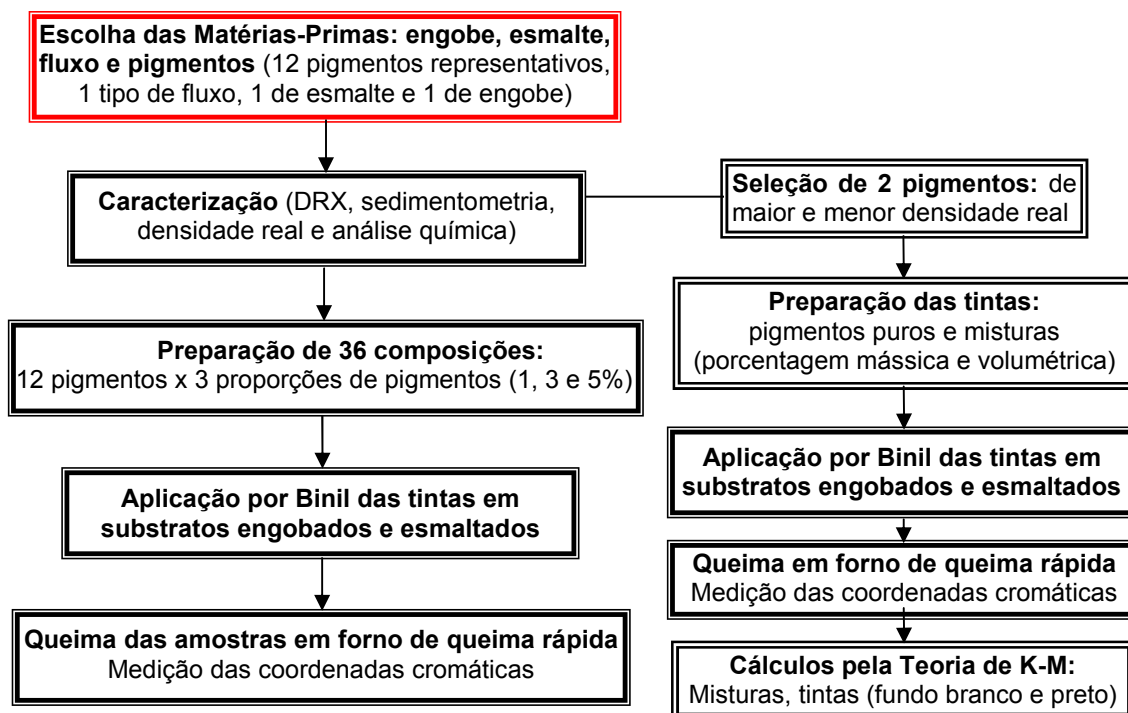 Escolha das Matérias-Primas: engobe, esmalte,
fluxo e pigmentos (12 pigmentos representativos,
1 tipo de fluxo, 1 de esmalte e 1 de engobe)
Caracterização (DRX, sedimentometria,
densidade real e análise química)
Seleção de 2 pigmentos: de
maior e menor densidade real
Preparação de 36 composições:
12 pigmentos x 3 proporções de pigmentos (1, 3 e 5%)
Aplicação por Binil das tintas em
substratos engobados e esmaltados
Queima das amostras em forno de queima rápida
Medição das coordenadas cromáticas
Preparação das tintas:
pigmentos puros e misturas
(porcentagem mássica e volumétrica)
Aplicação por Binil das tintas em
substratos engobados e esmaltados
Queima em forno de queima rápida
Medição das coordenadas cromáticas
Cálculos pela Teoria de K-M:
Misturas, tintas (fundo branco e preto)